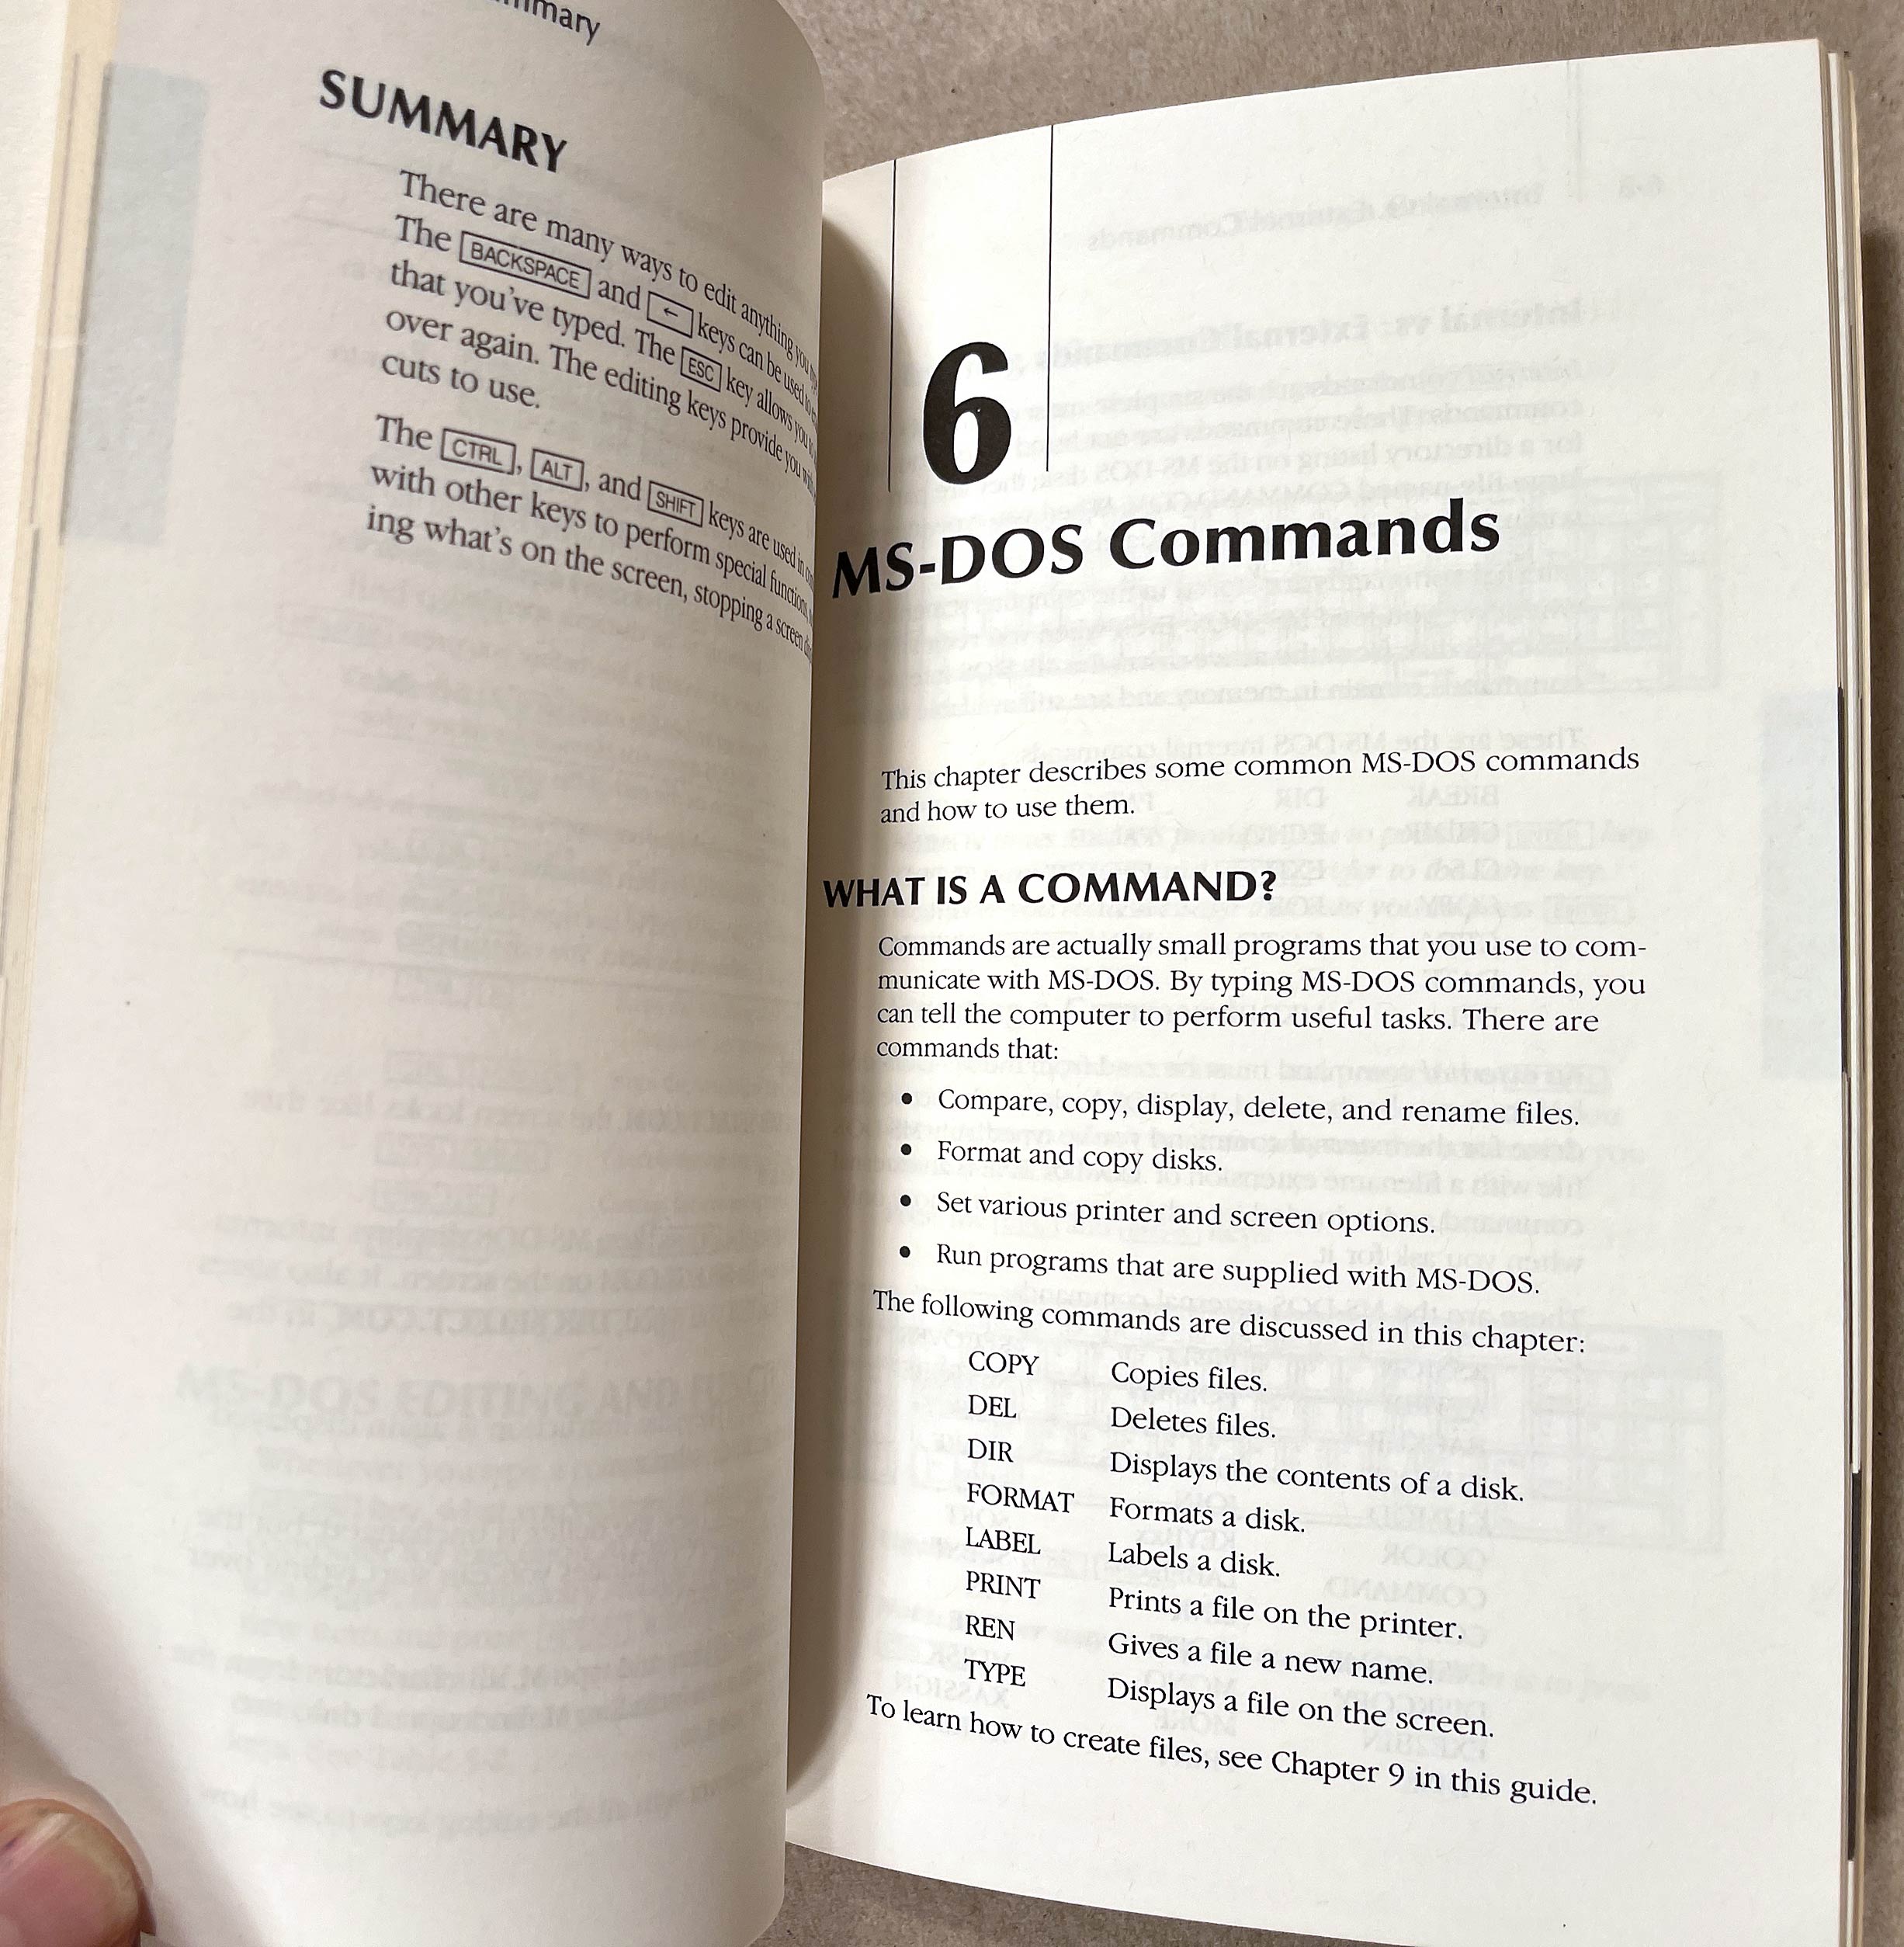 SUMMARY
There are many ways to edit anything you
The BACKSPACE and ← keys can be used to
that you've typed. The ESC key allows you to
over again. The editing keys provide you with
cuts to use.
The CTRL, ALT, and SHIFT keys are used in
with other keys to perform special functions,
ing what's on the screen, stopping a screen
6
MS-DOS Commands
This chapter describes some common MS-DOS commands
and how to use them.
WHAT IS A COMMAND?
Commands are actually small programs that you use to com-
municate with MS-DOS. By typing MS-DOS commands, you
can tell the computer to perform useful tasks. There are
commands that:
• Compare, copy, display, delete, and rename files.
• Format and copy disks.
• Set various printer and screen options.
• Run programs that are supplied with MS-DOS.
The following commands are discussed in this chapter:
COPY Copies files.
DEL Deletes files.
DIR Displays the contents of a disk.
FORMAT Formats a disk.
LABEL Labels a disk.
PRINT Prints a file on the printer.
REN Gives a file a new name.
TYPE Displays a file on the screen.
To learn how to create files, see Chapter 9 in this guide.